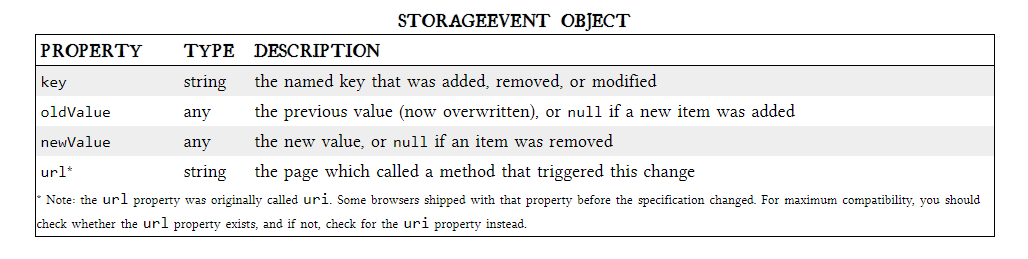 STORAGEEVENT OBJECT
PROPERTY TYPE DESCRIPTION
key string the named key that was added, removed, or modified
oldValue any the previous value (now overwritten), or null if a new item was added
newValue any the new value, or null if an item was removed
url* string the page which called a method that triggered this change
* Note: the url property was originally called uri. Some browsers shipped with that property before the specification changed. For maximum compatibility, you should
check whether the url property exists, and if not, check for the uri property instead.